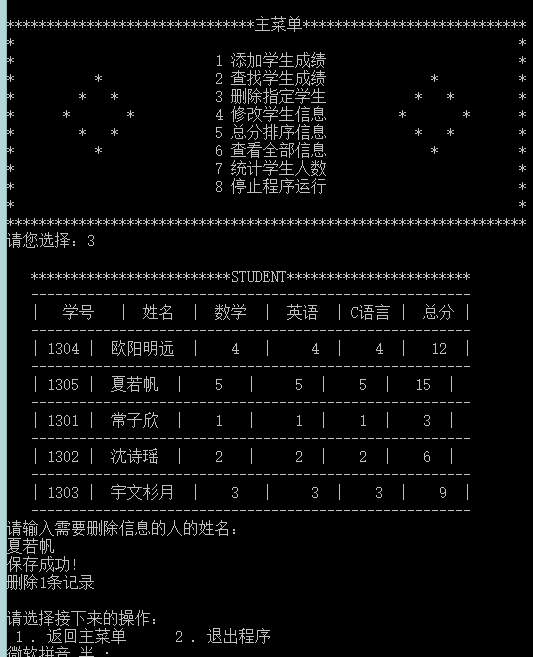 ********************************主菜单*****************************
*                                                                *
*                          1 添加学生成绩                         *
*          *               2 查找学生成绩              *          *
*        *   *             3 删除指定学生            *   *        *
*      *       *           4 修改学生信息          *       *      *
*        *   *             5 总分排序信息            *   *        *
*          *               6 查看全部信息              *          *
*                          7 统计学生人数                         *
*                          8 停止程序运行                         *
*                                                                *
******************************************************************
请您选择: 3
*************************STUDENT***********************
-------------------------------------------------------
|   学号   |  姓名  |  数学  |  英语  | C语言 |  总分 |
-------------------------------------------------------
| 1304 |  欧阳明远  |    4   |     4  |   4  |   12  |
-------------------------------------------------------
| 1305 |  夏若帆  |    5   |     5  |   5  |   15  |
-------------------------------------------------------
| 1301 |  常子欣  |    1   |     1  |   1  |    3  |
-------------------------------------------------------
| 1302 |  沈诗瑶  |    2   |     2  |   2  |    6  |
-------------------------------------------------------
| 1303 |  宇文杉月  |    3   |     3  |   3  |    9  |
-------------------------------------------------------
请输入需要删除信息的人的姓名:
夏若帆
保存成功!
删除1条记录
请选择接下来的操作:
1 . 返回主菜单      2 . 退出程序
微软拼音 半 :